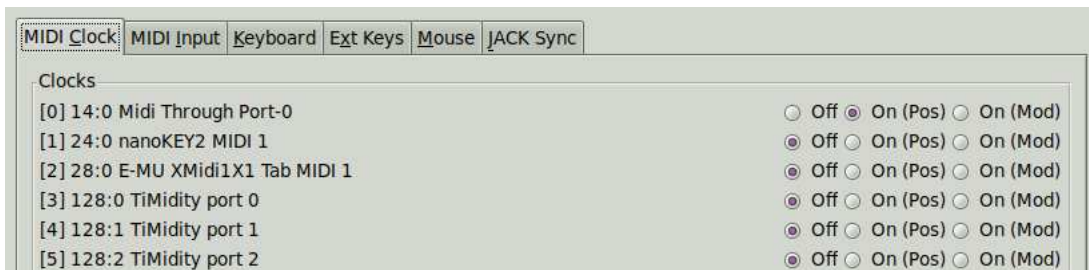 MIDI Clock MIDI Input Keyboard Ext Keys Mouse JACK Sync
Clocks
[0] 14:0 Midi Through Port-0 Off On (Pos) On (Mod)
[1] 24:0 nanoKEY2 MIDI 1 Off On (Pos) On (Mod)
[2] 28:0 E-MU XMidi1X1 Tab MIDI 1 Off On (Pos) On (Mod)
[3] 128:0 TiMidity port 0 Off On (Pos) On (Mod)
[4] 128:1 TiMidity port 1 Off On (Pos) On (Mod)
[5] 128:2 TiMidity port 2 Off On (Pos) On (Mod)